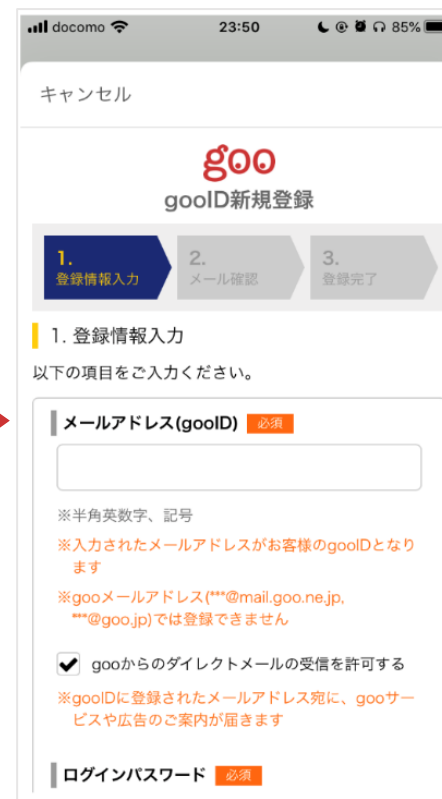 docomo 23:50 85%
キャンセル
goo
gooID新規登録
1. 2. 3.
登録情報入力 メール確認 登録完了
1. 登録情報入力
以下の項目をご入力ください。
メールアドレス(gooID) 必須
※半角英数字、記号
※入力されたメールアドレスがお客様のgooIDとなり
ます
※gooメールアドレス(***@mail.goo.ne.jp,
***@goo.jp)では登録できません
gooからのダイレクトメールの受信を許可する
※gooIDに登録されたメールアドレス宛に、gooサー
ビスや広告のご案内が届きます
ログインパスワード 必須